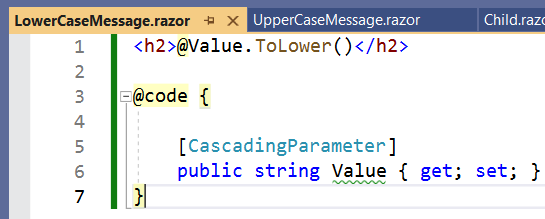 LowerCaseMessage.razor UpperCaseMessage.razor Child.razo
1 <h2>@Value.ToLower()</h2>
2
3 @code {
4
5 [CascadingParameter]
6 public string Value { get; set; }
7 }